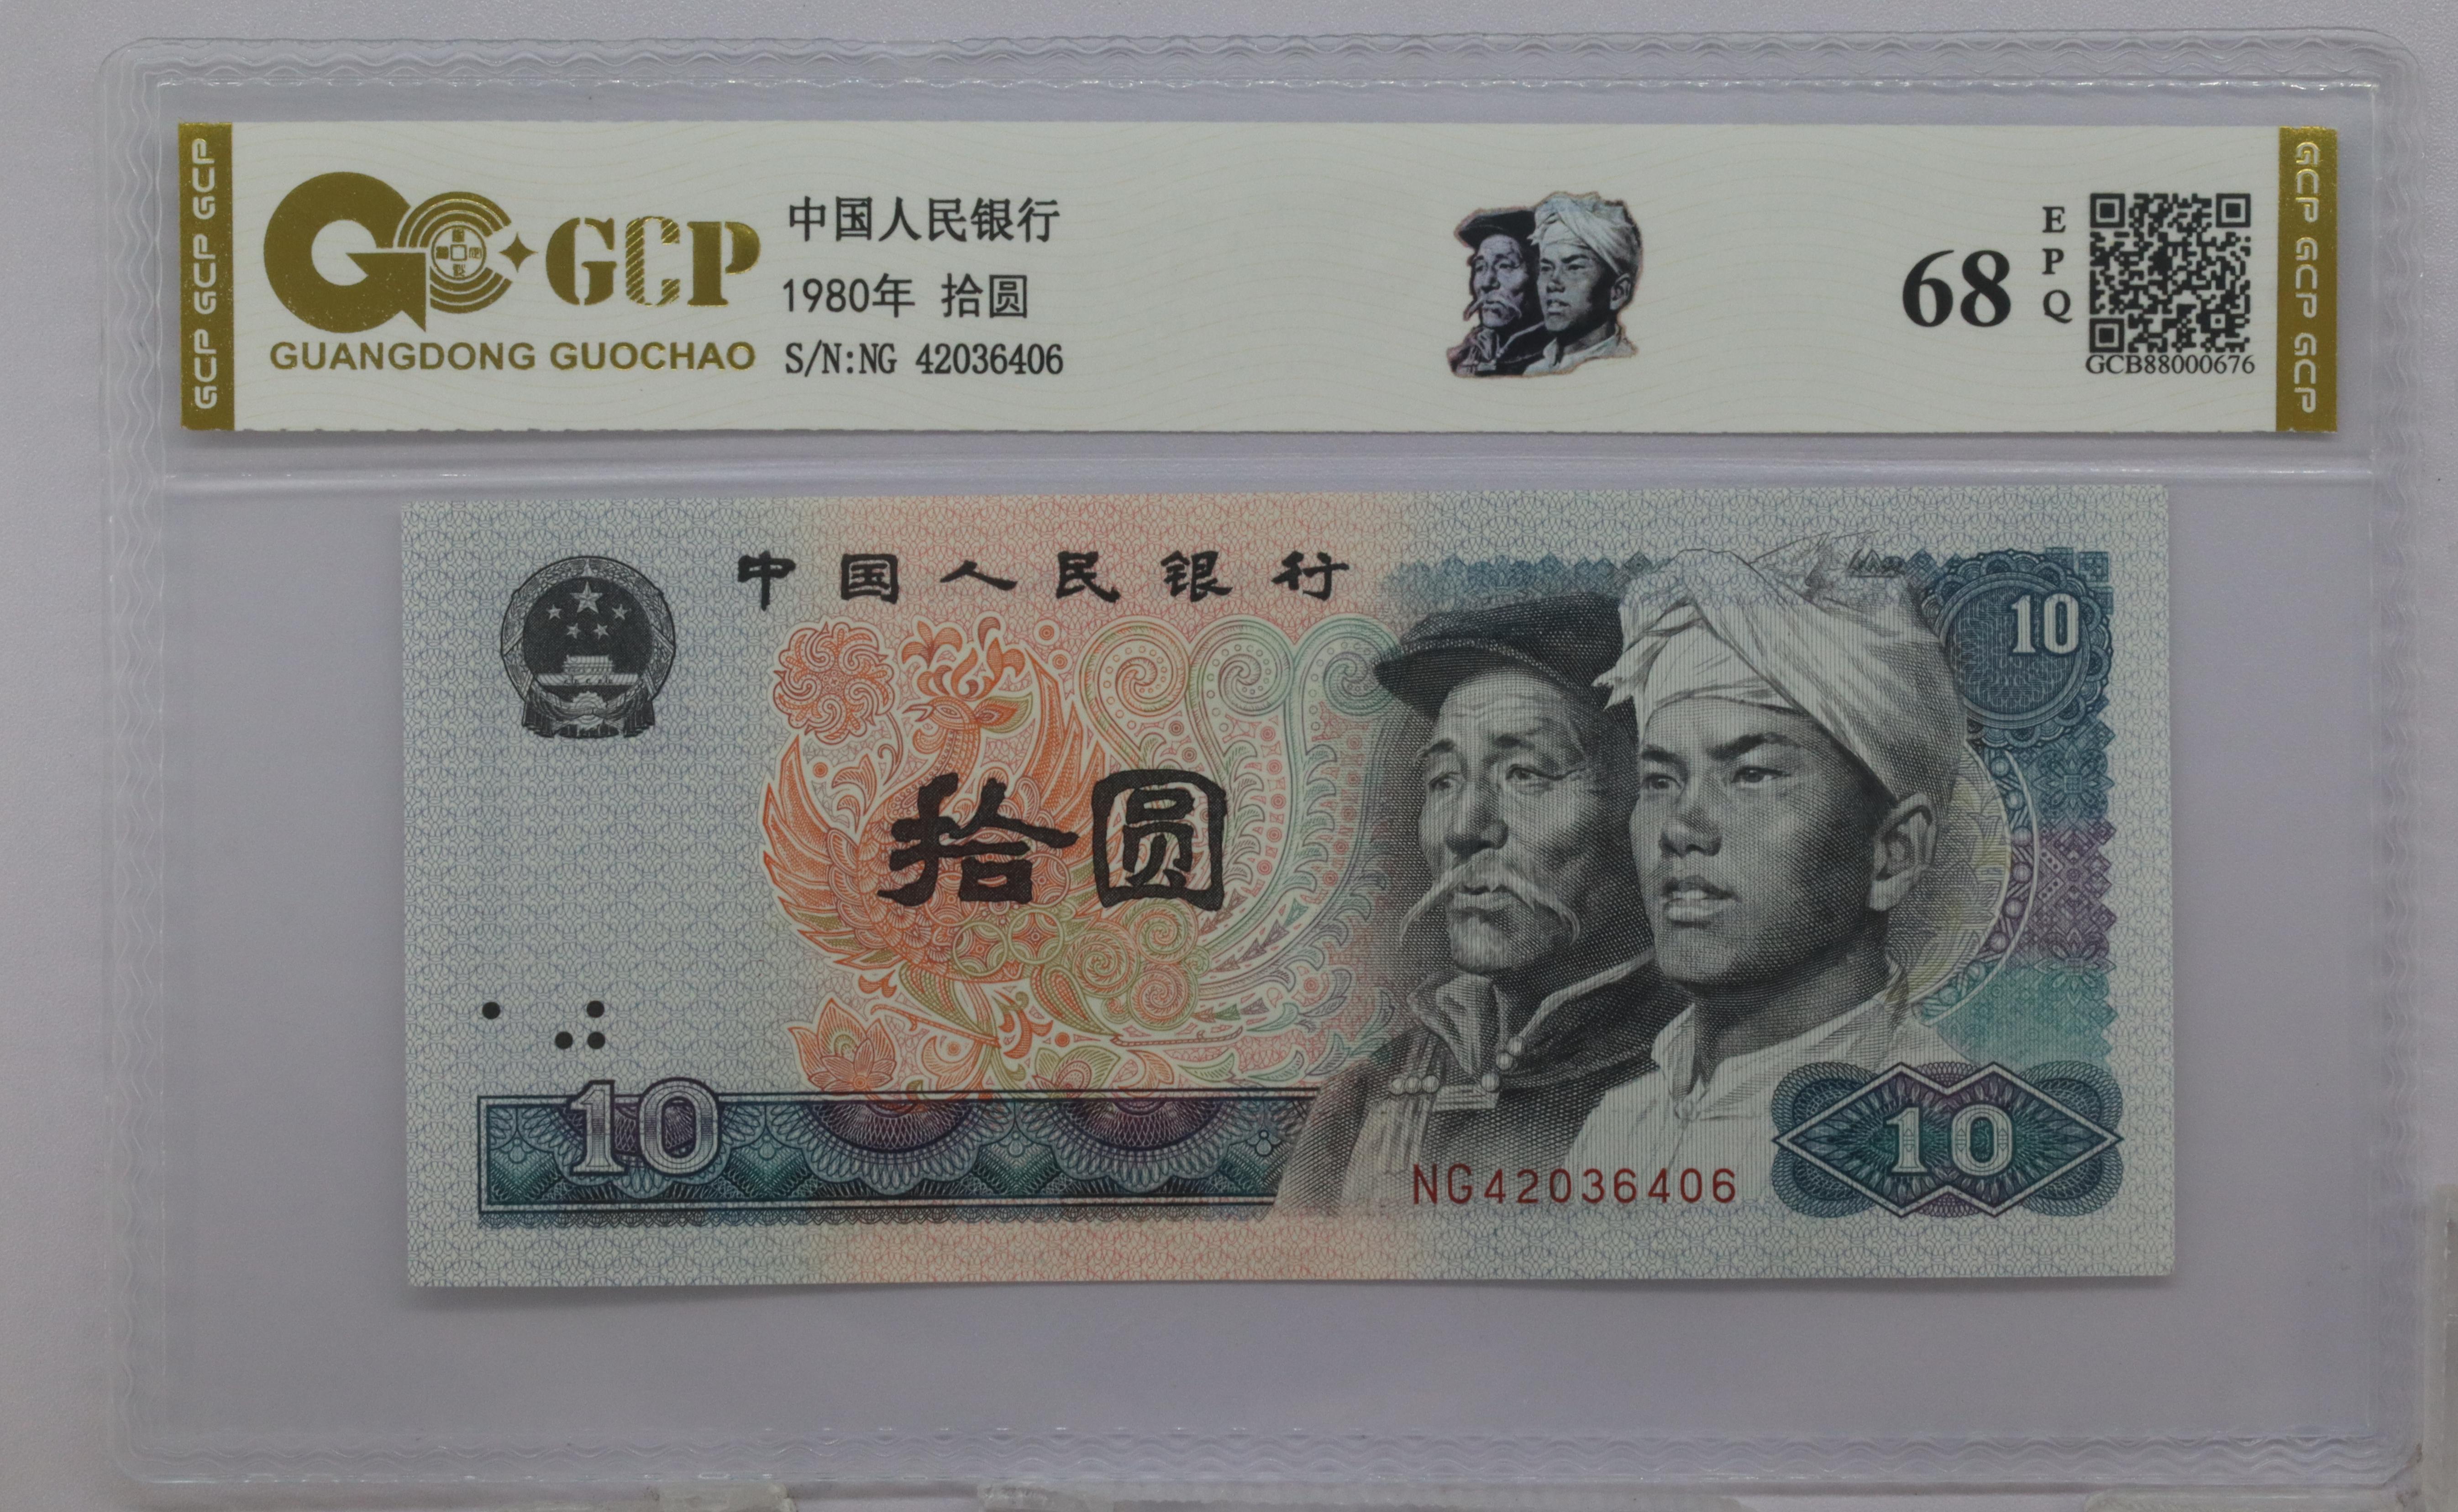 GCP GCP GCP
GCP
GUANGDONG GUOCHAO
中国人民银行
1980年 拾圆
S/N:NG 42036406
68
EPQ
GCB88000676
GCP GCP GCP
中国人民银行
10
拾圆
10
NG42036406
10